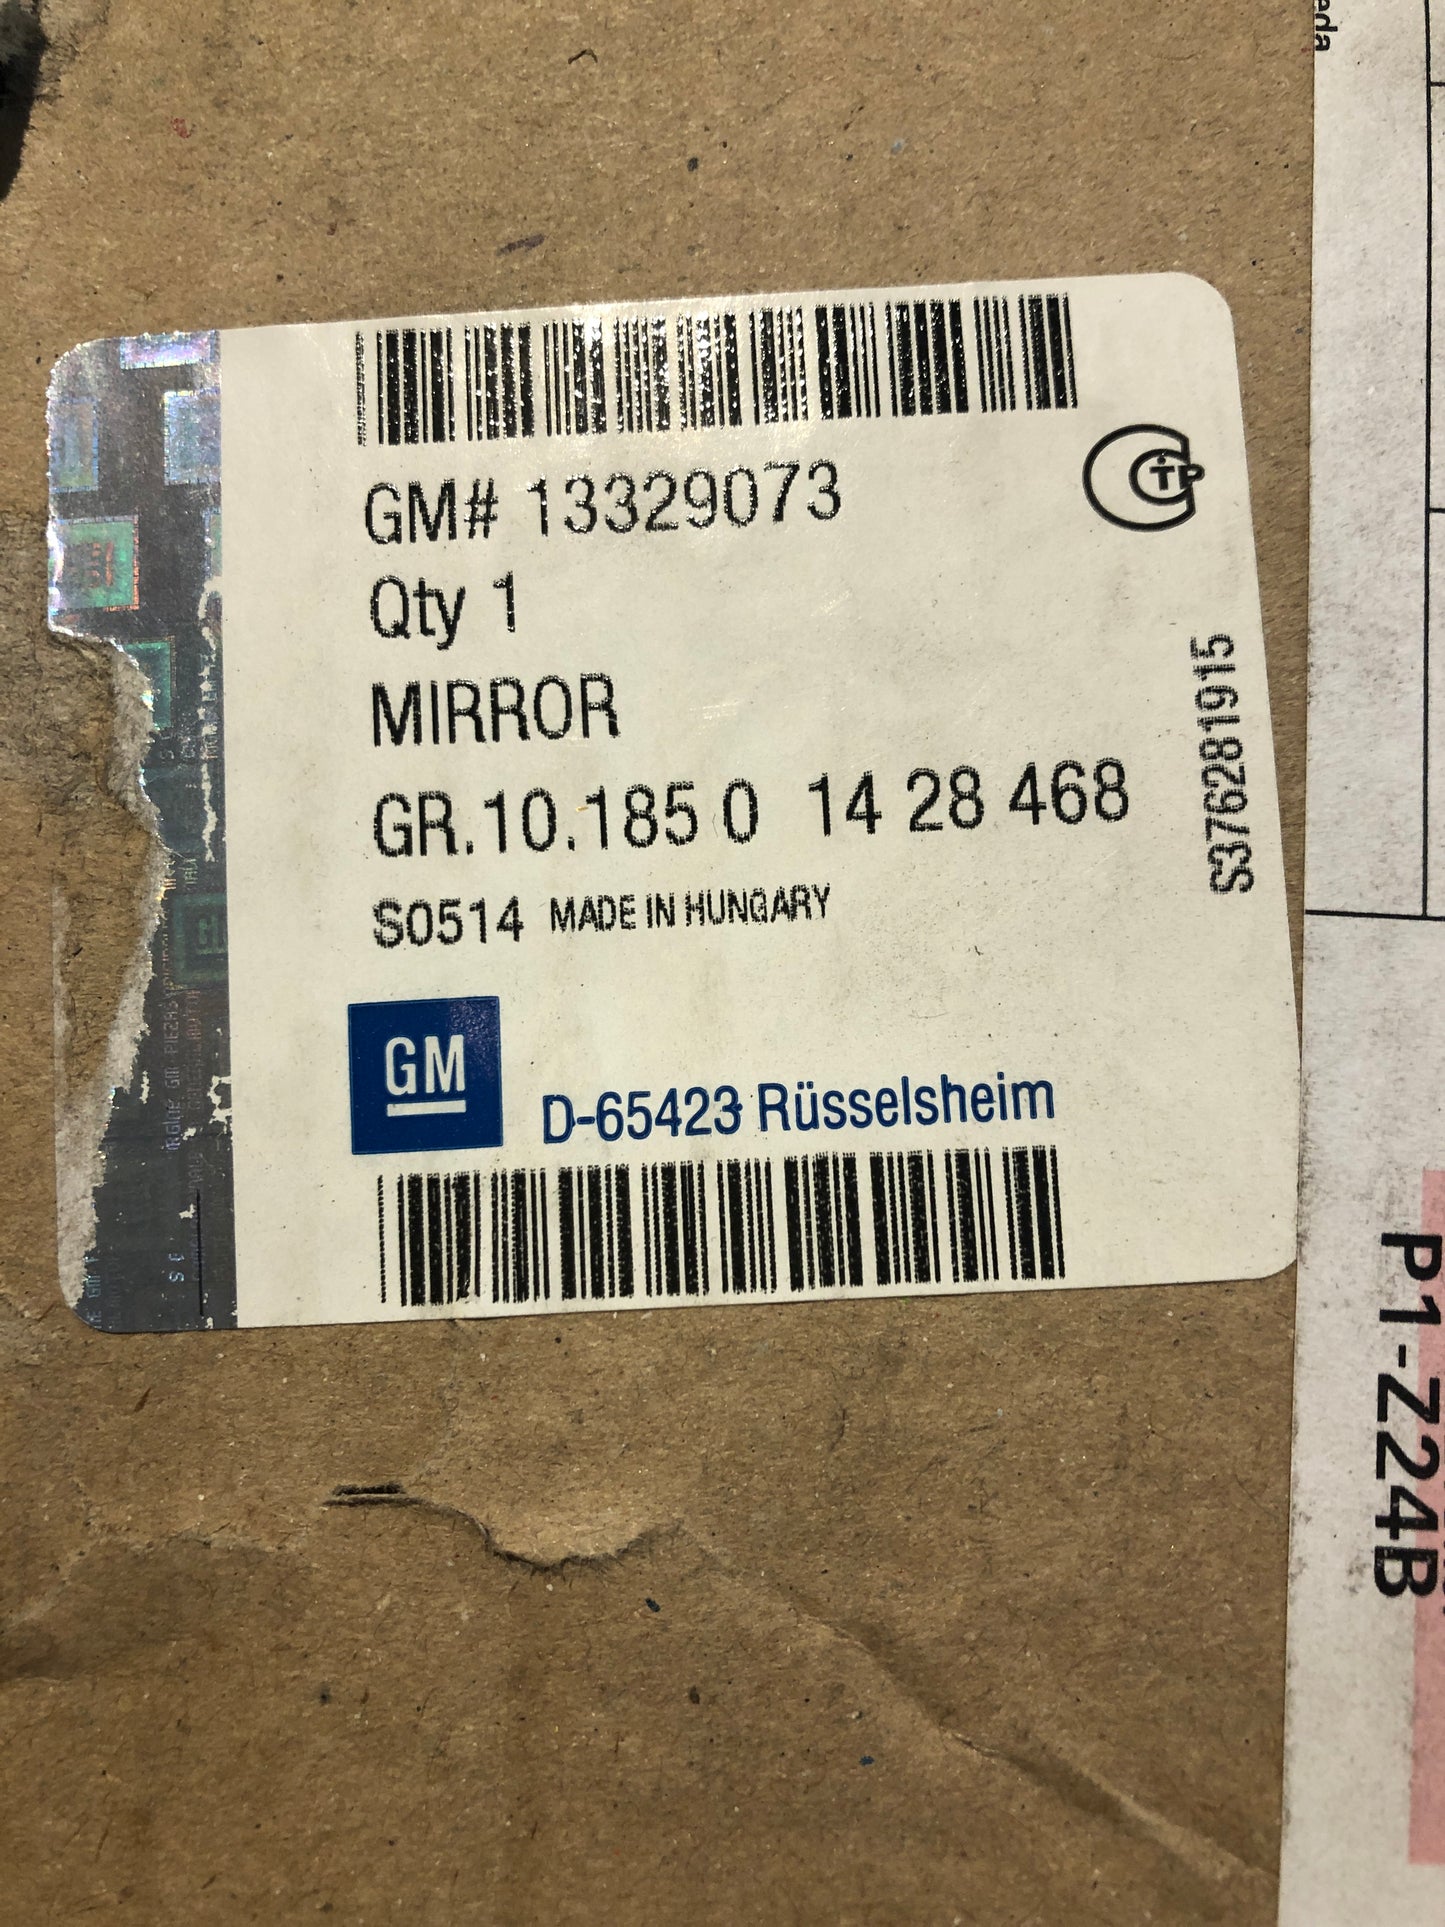 eda
GM# 13329073
Qty 1
MIRROR
GR.10.185 0 14 28 468
S0514 MADE IN HUNGARY
S376281915
GM
D-65423 Rüsselsheim
P1-Z24B